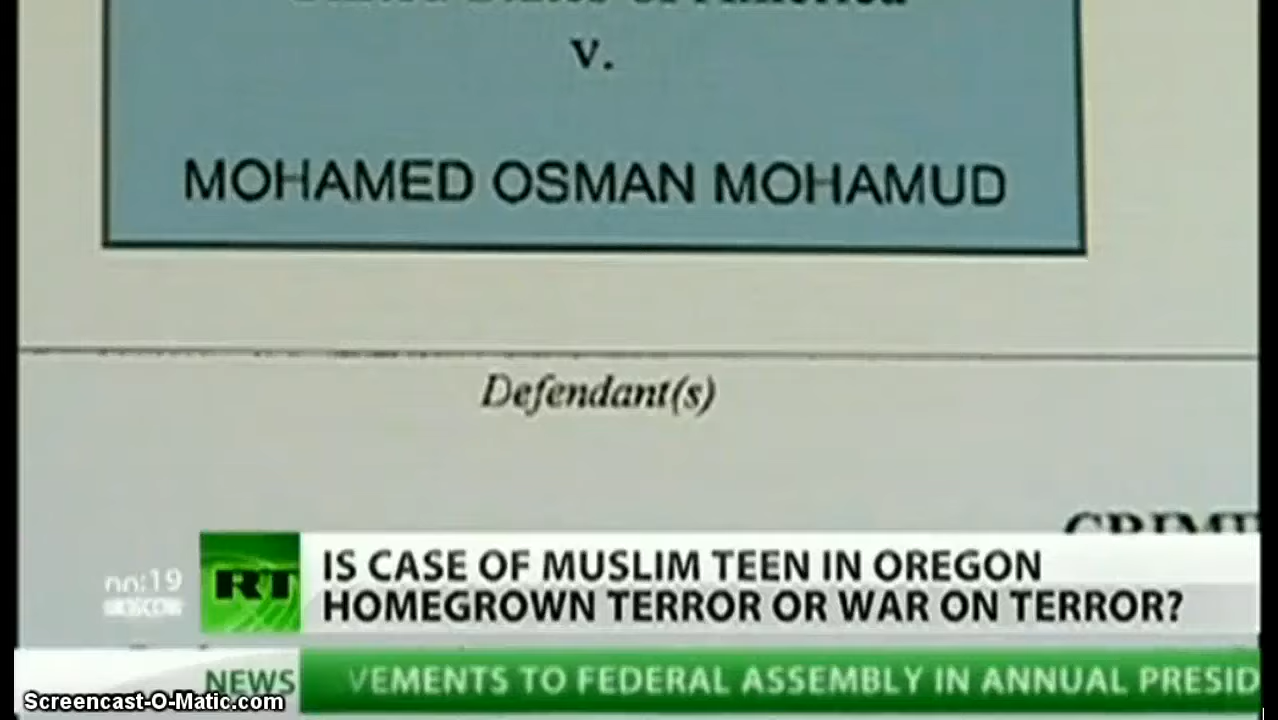 v.
MOHAMED OSMAN MOHAMUD
Defendant(s)
RT
IS CASE OF MUSLIM TEEN IN OREGON
HOMEGROWN TERROR OR WAR ON TERROR?
NEWS
VEMENTS TO FEDERAL ASSEMBLY IN ANNUAL PRESID
Screencast-O-Matic.com